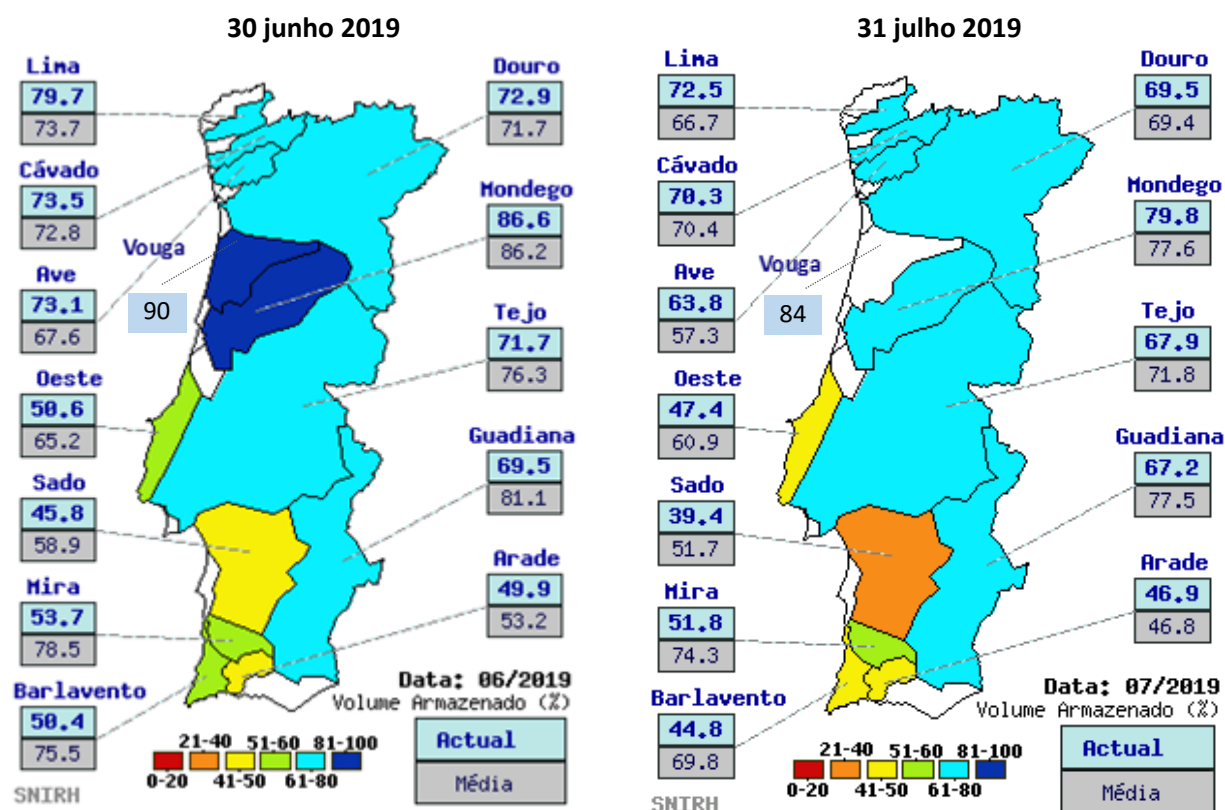 30 junho 2019
Lima
79.7
73.7
Cávado
73.5
72.8
Ave
73.1
67.6
Vouga
90
Oeste
50.6
65.2
Sado
45.8
58.9
Mira
53.7
78.5
Barlavento
50.4
75.5
Douro
72.9
71.7
Mondego
86.6
86.2
Tejo
71.7
76.3
Guadiana
69.5
81.1
Arade
49.9
53.2
Data: 06/2019
Volume Armazenado (%)
Actual
Média
21-40 51-60 81-100
0-20 41-50 61-80
SNIRH
31 julho 2019
Lima
72.5
66.7
Cávado
70.3
70.4
Ave
63.8
57.3
Vouga
84
Oeste
47.4
60.9
Sado
39.4
51.7
Mira
51.8
74.3
Barlavento
44.8
69.8
Douro
69.5
69.4
Mondego
79.8
77.6
Tejo
67.9
71.8
Guadiana
67.2
77.5
Arade
46.9
46.8
Data: 07/2019
Volume Armazenado (%)
Actual
Média
21-40 51-60 81-100
0-20 41-50 61-80
SNIRH